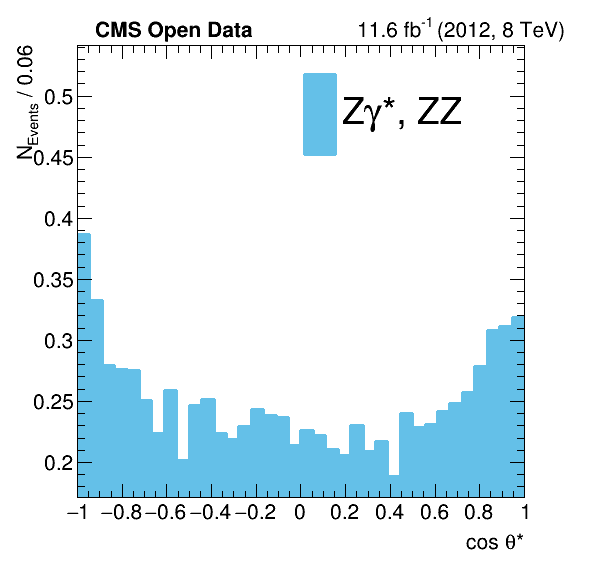 CMS Open Data
11.6 fb⁻¹ (2012, 8 TeV)
N_Events / 0.06
Zγ*, ZZ
0.5
0.45
0.4
0.35
0.3
0.25
0.2
−1 −0.8 −0.6 −0.4 −0.2 0 0.2 0.4 0.6 0.8 1
cos θ*